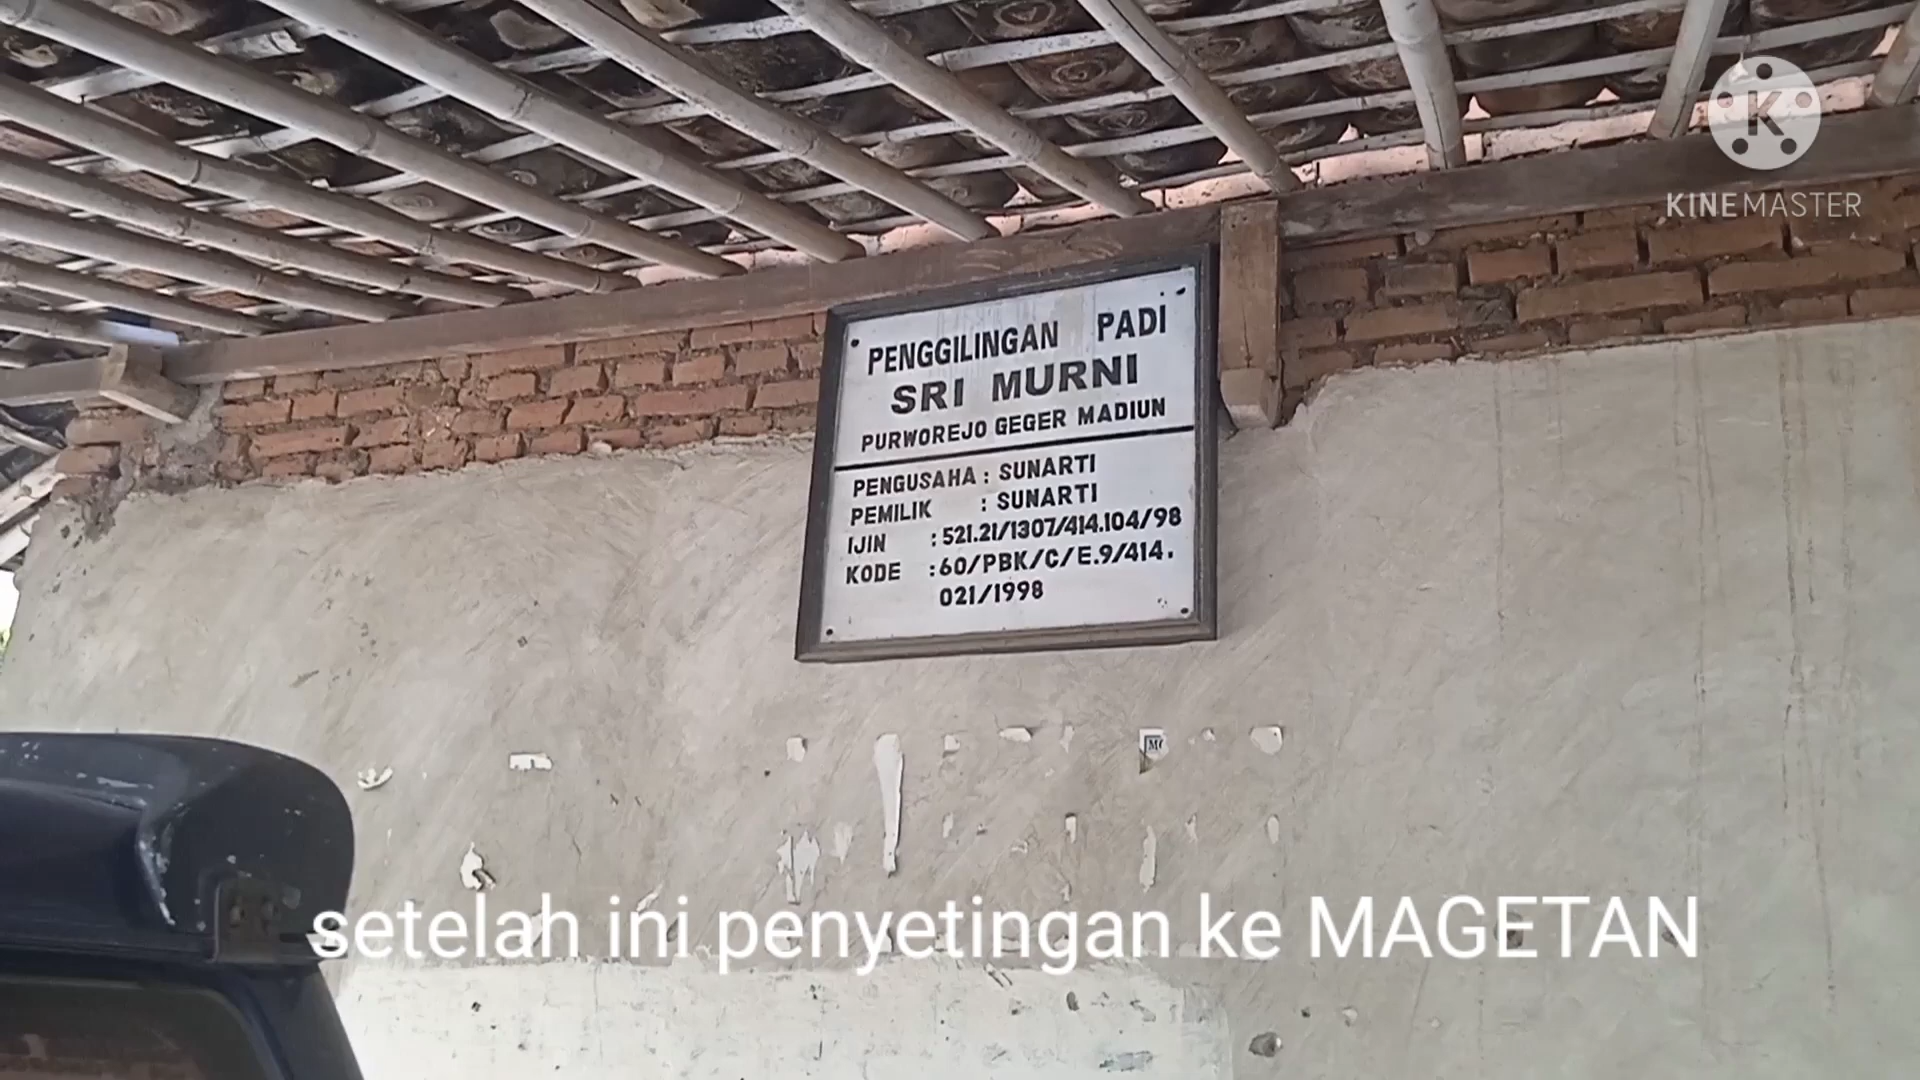 K
KINEMASTER
PENGGILINGAN PADI
SRI MURNI
PURWOREJO GEGER MADIUN
PENGUSAHA : SUNARTI
PEMILIK : SUNARTI
IJIN : 521.21/1307/414.104/98
KODE : 60/PBK/C/E.9/414.
021/1998
setelah ini penyetingan ke MAGETAN